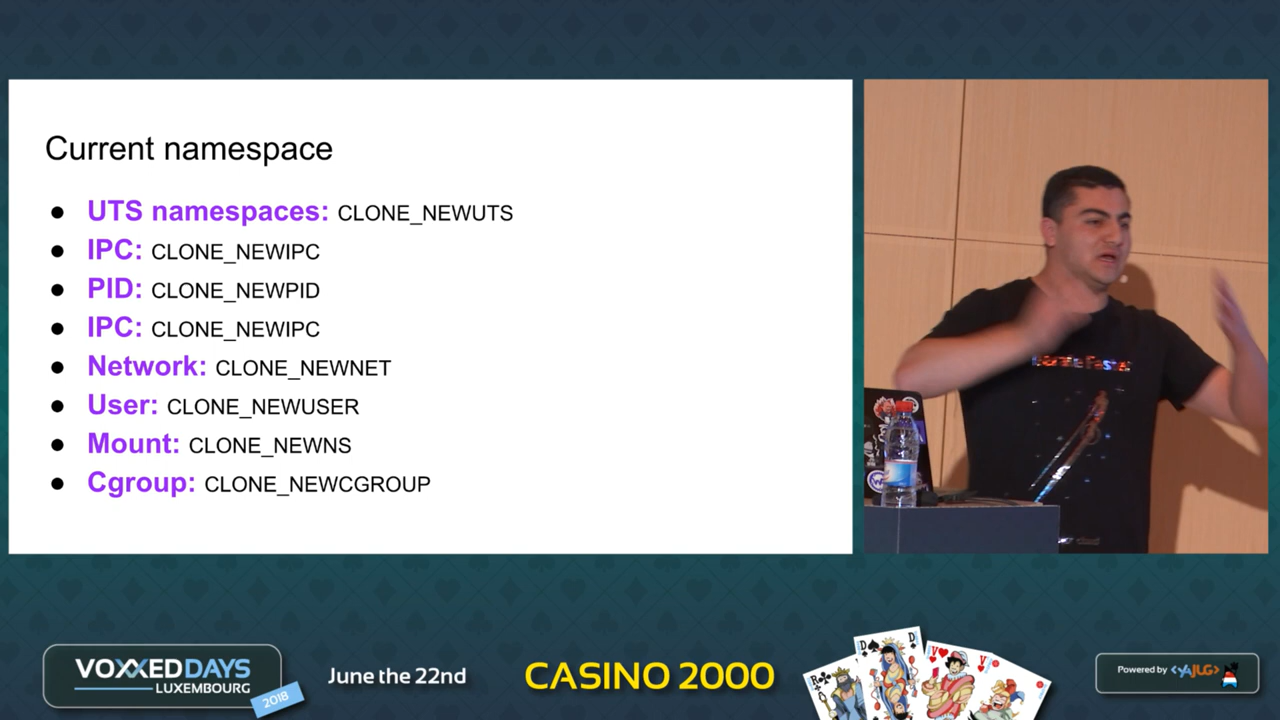 Current namespace
● UTS namespaces: CLONE_NEWUTS
● IPC: CLONE_NEWIPC
● PID: CLONE_NEWPID
● IPC: CLONE_NEWIPC
● Network: CLONE_NEWNET
● User: CLONE_NEWUSER
● Mount: CLONE_NEWNS
● Cgroup: CLONE_NEWCGROUP
VOXXED DAYS
LUXEMBOURG
2018
June the 22nd
CASINO 2000
R
D
D
V
V
Powered by <YAJUG>